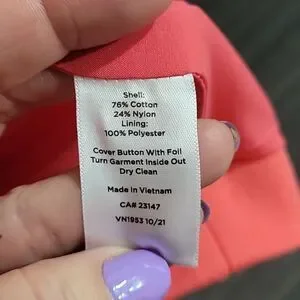 Shell:
76% Cotton
24% Nylon
Lining:
100% Polyester
Cover Button With Foil
Turn Garment Inside Out
Dry Clean
Made in Vietnam
CA# 23147
VN1953 10/21